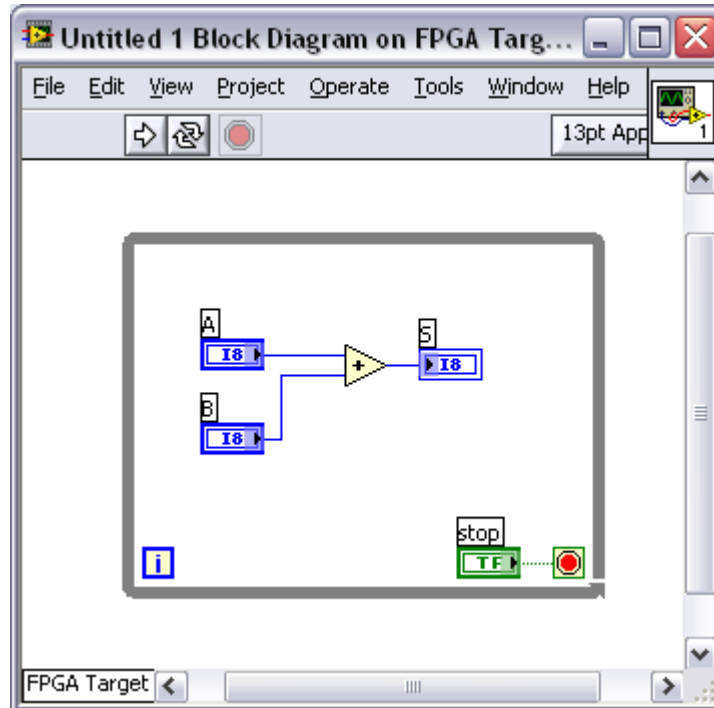 Untitled 1 Block Diagram on FPGA Targ...
File Edit View Project Operate Tools Window Help
13pt App
1
A
I8
S
I8
B
I8
stop
TF
i
FPGA Target